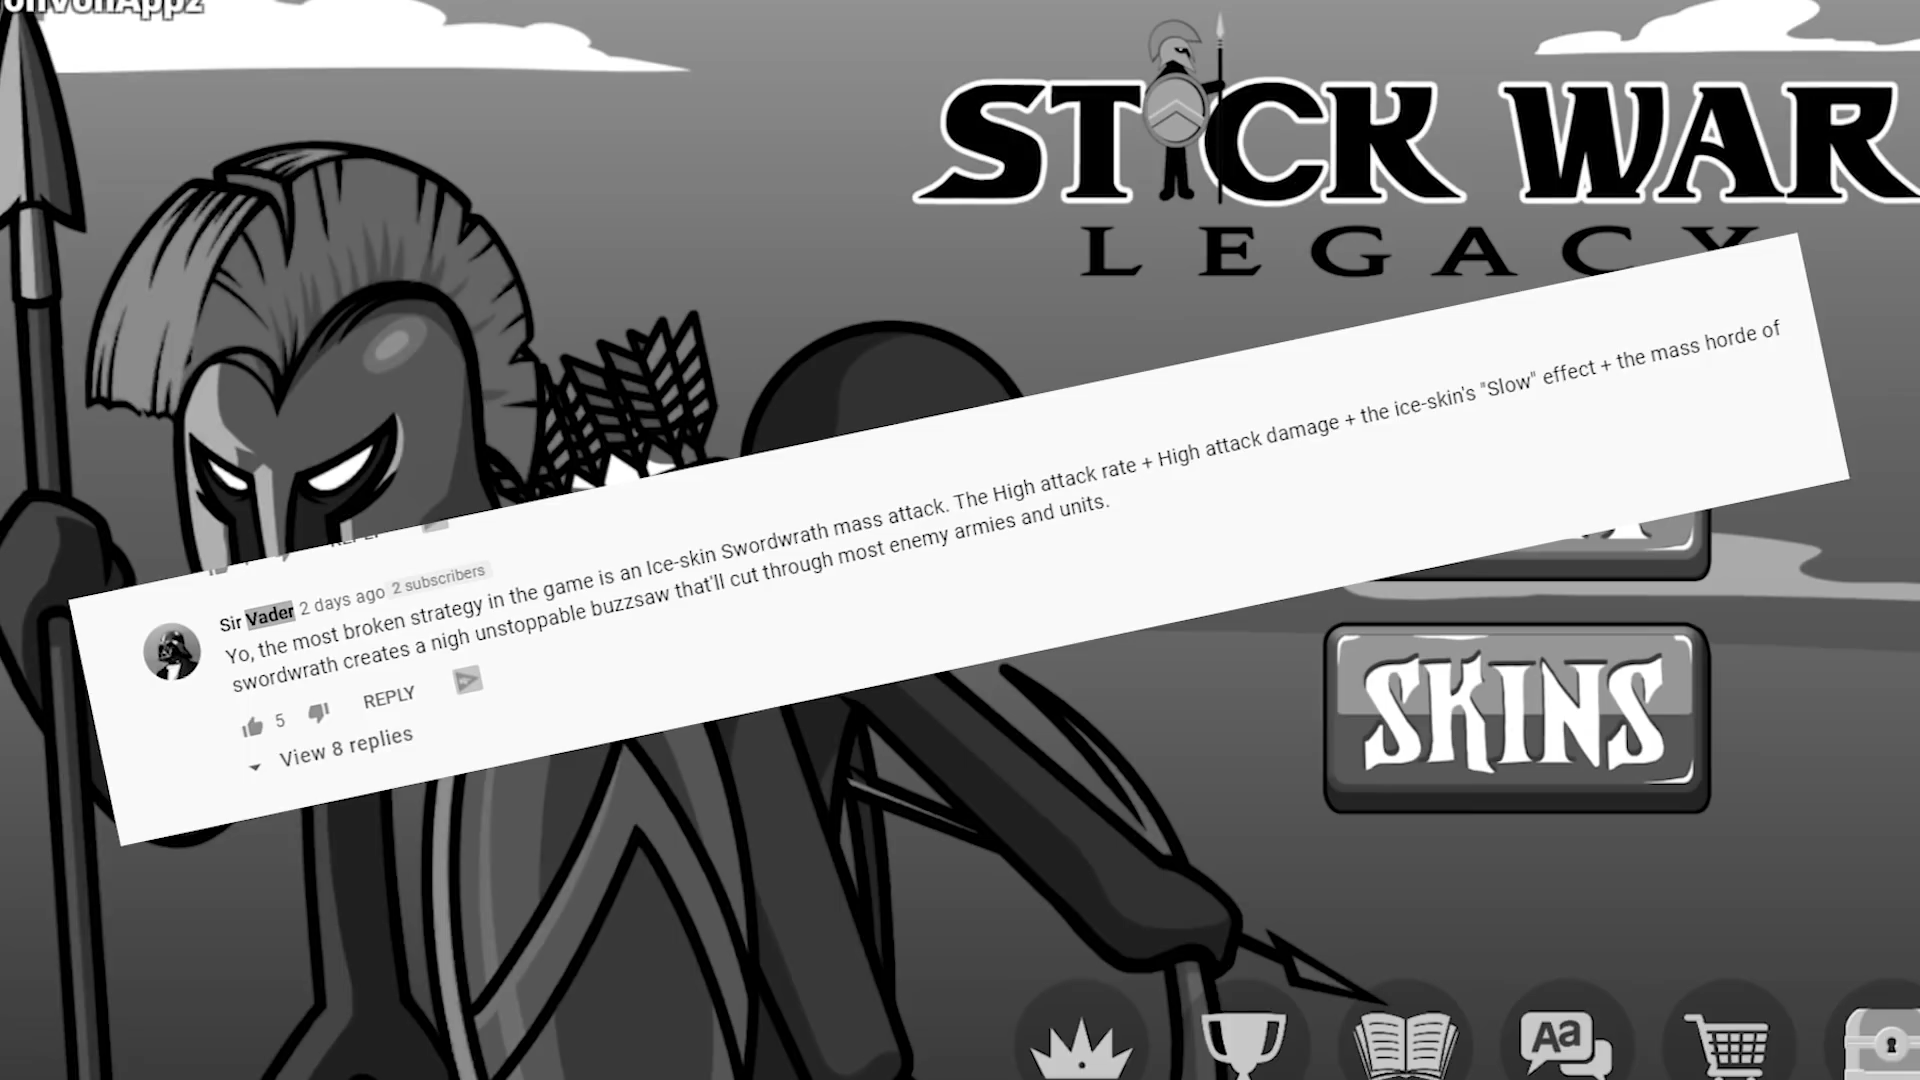 STICK WAR
LEGACY
Sir Vader 2 days ago 2 subscribers
Yo, the most broken strategy in the game is an Ice-skin Swordwrath mass attack. The High attack rate + High attack damage + the ice-skin's "Slow" effect + the mass horde of
swordwrath creates a nigh unstoppable buzzsaw that'll cut through most enemy armies and units.
5 REPLY
View 8 replies
SKINS
Aa